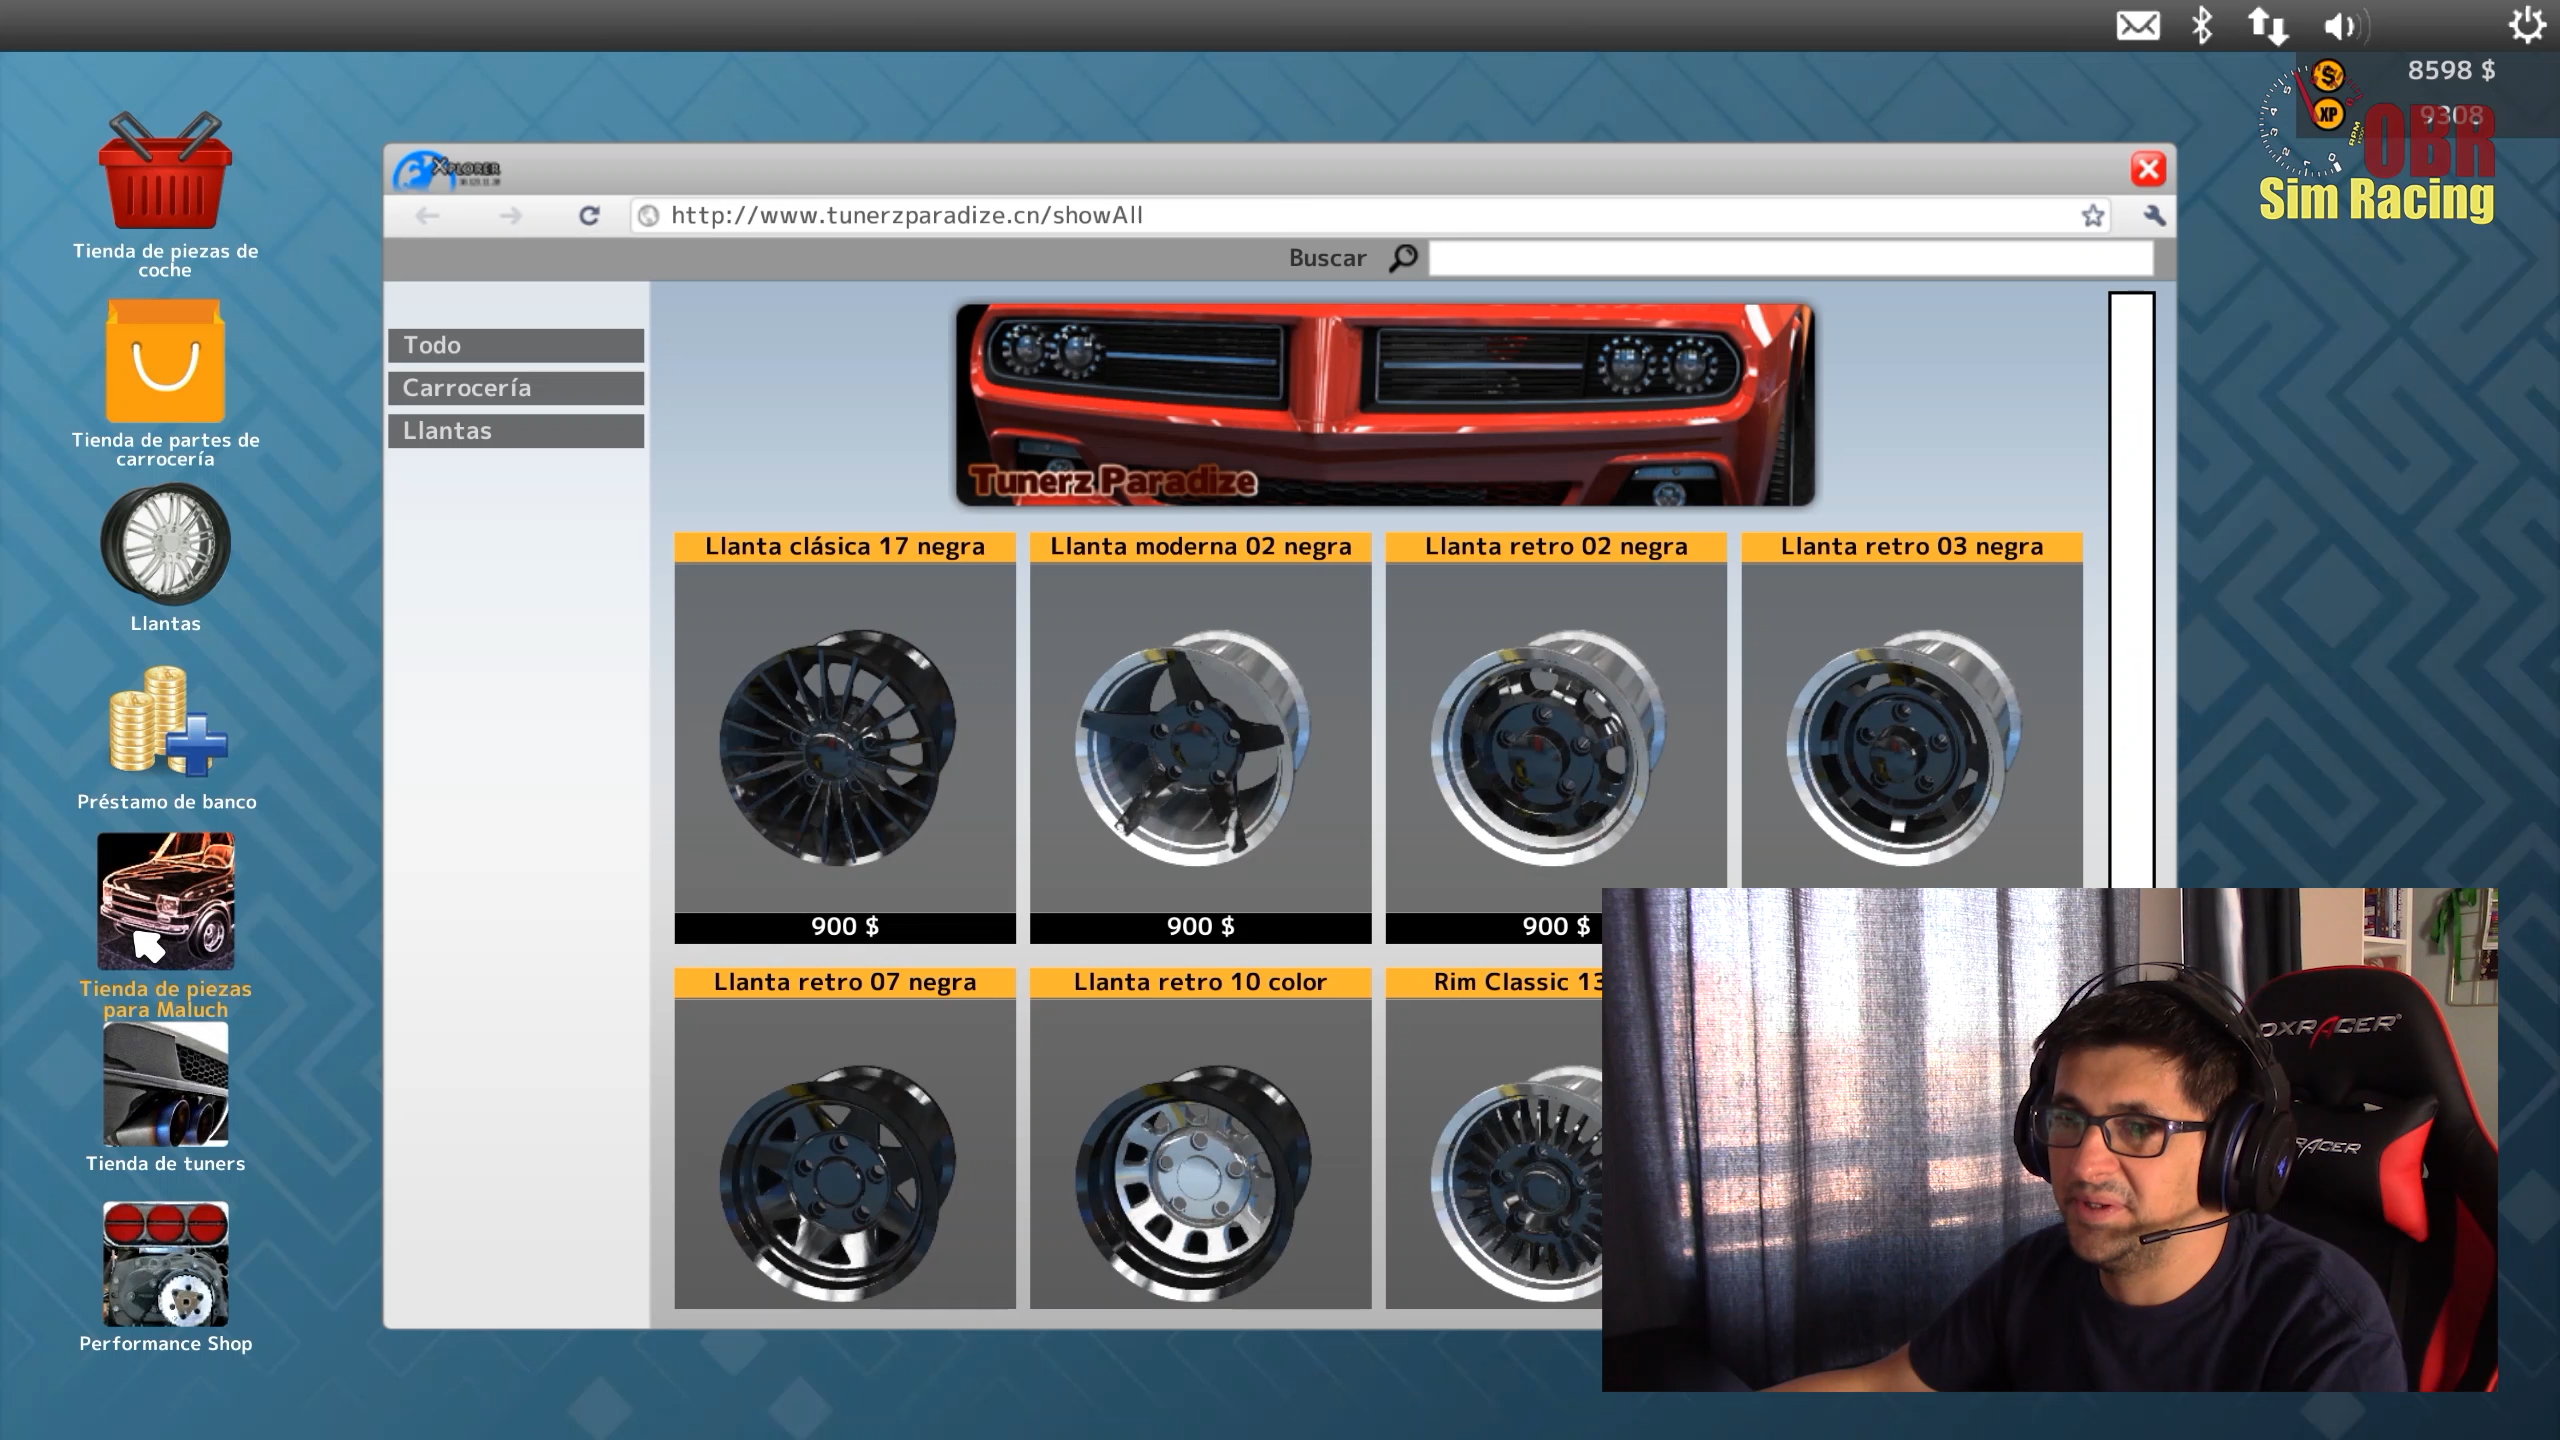 8598 $
XP
9308
OBR
Sim Racing
XPLORER
http://www.tunerzparadize.cn/showAll
Buscar
Tienda de piezas de
coche
Tienda de partes de
carrocería
Llantas
Préstamo de banco
Tienda de piezas
para Maluch
Tienda de tuners
Performance Shop
Todo
Carrocería
Llantas
Tunerz Paradize
Llanta clásica 17 negra
Llanta moderna 02 negra
Llanta retro 02 negra
Llanta retro 03 negra
900 $
900 $
900 $
Llanta retro 07 negra
Llanta retro 10 color
Rim Classic 13
DXRACER
RACER